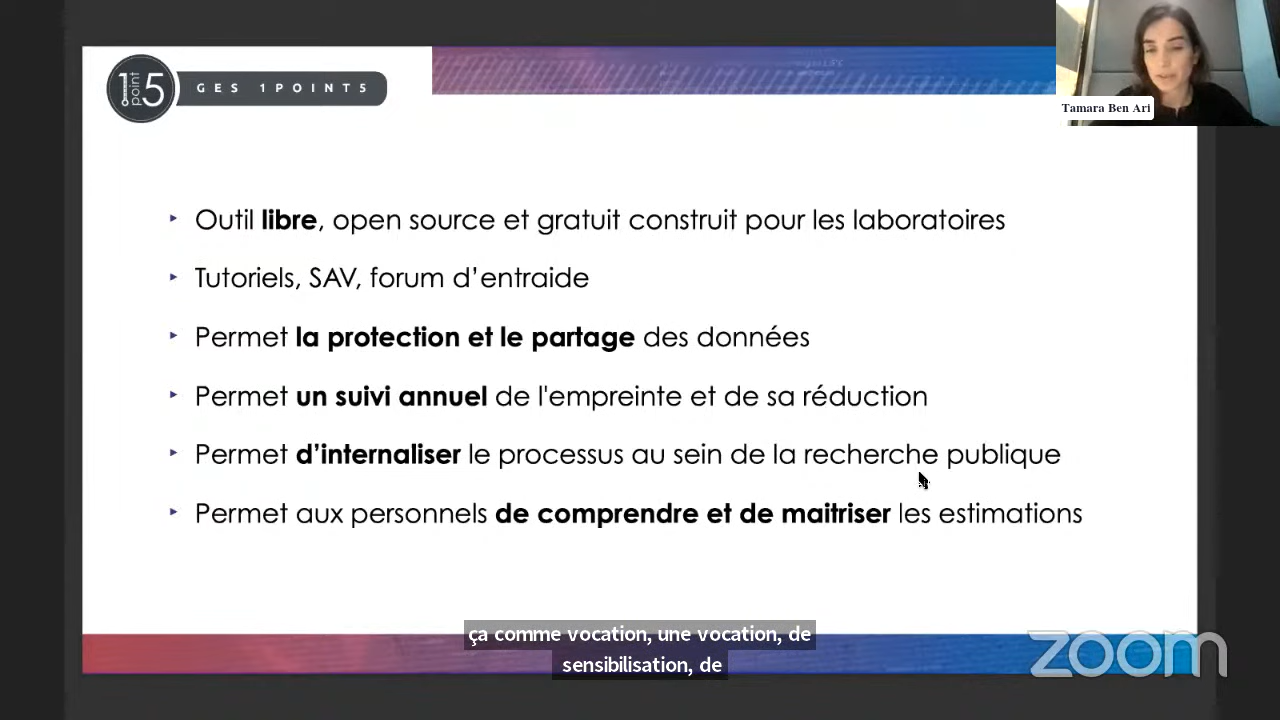 1 point 5
GES 1POINT5
Tamara Ben Ari
‣ Outil libre, open source et gratuit construit pour les laboratoires
‣ Tutoriels, SAV, forum d’entraide
‣ Permet la protection et le partage des données
‣ Permet un suivi annuel de l'empreinte et de sa réduction
‣ Permet d’internaliser le processus au sein de la recherche publique
‣ Permet aux personnels de comprendre et de maitriser les estimations
ça comme vocation, une vocation, de
sensibilisation, de
zoom